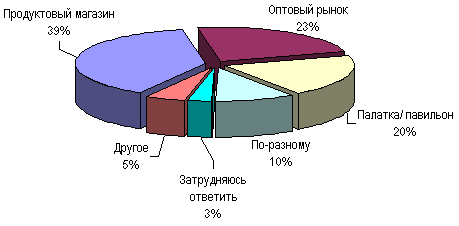 Продуктовый магазин
39%
Оптовый рынок
23%
Палатка/павильон
20%
По-разному
10%
Затрудняюсь
ответить
3%
Другое
5%